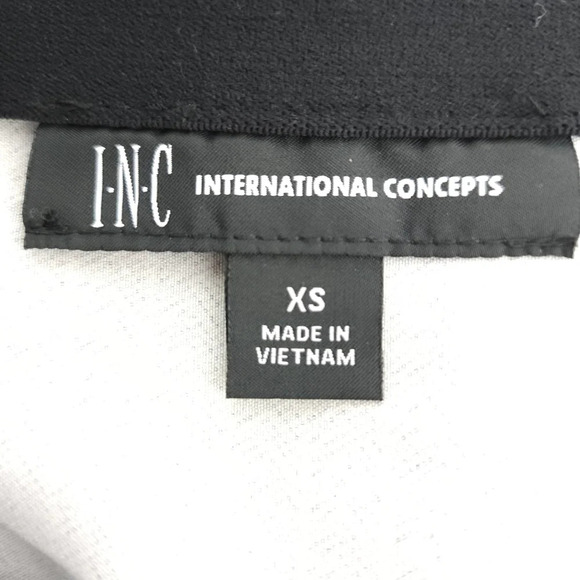 I·N·C INTERNATIONAL CONCEPTS
XS
MADE IN
VIETNAM